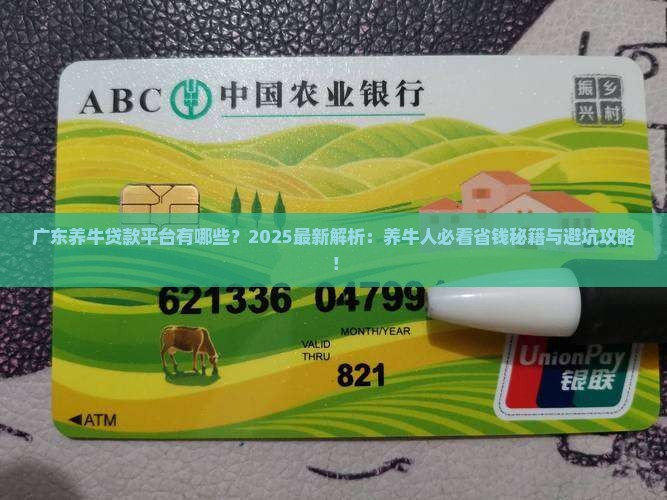 ABC 中国农业银行
振 乡
兴 村
广东养牛贷款平台有哪些？2025最新解析：养牛人必看省钱秘籍与避坑攻略
！
621336 04799
MONTH/YEAR
VALID
THRU
821
UnionPay
银联
◄ATM